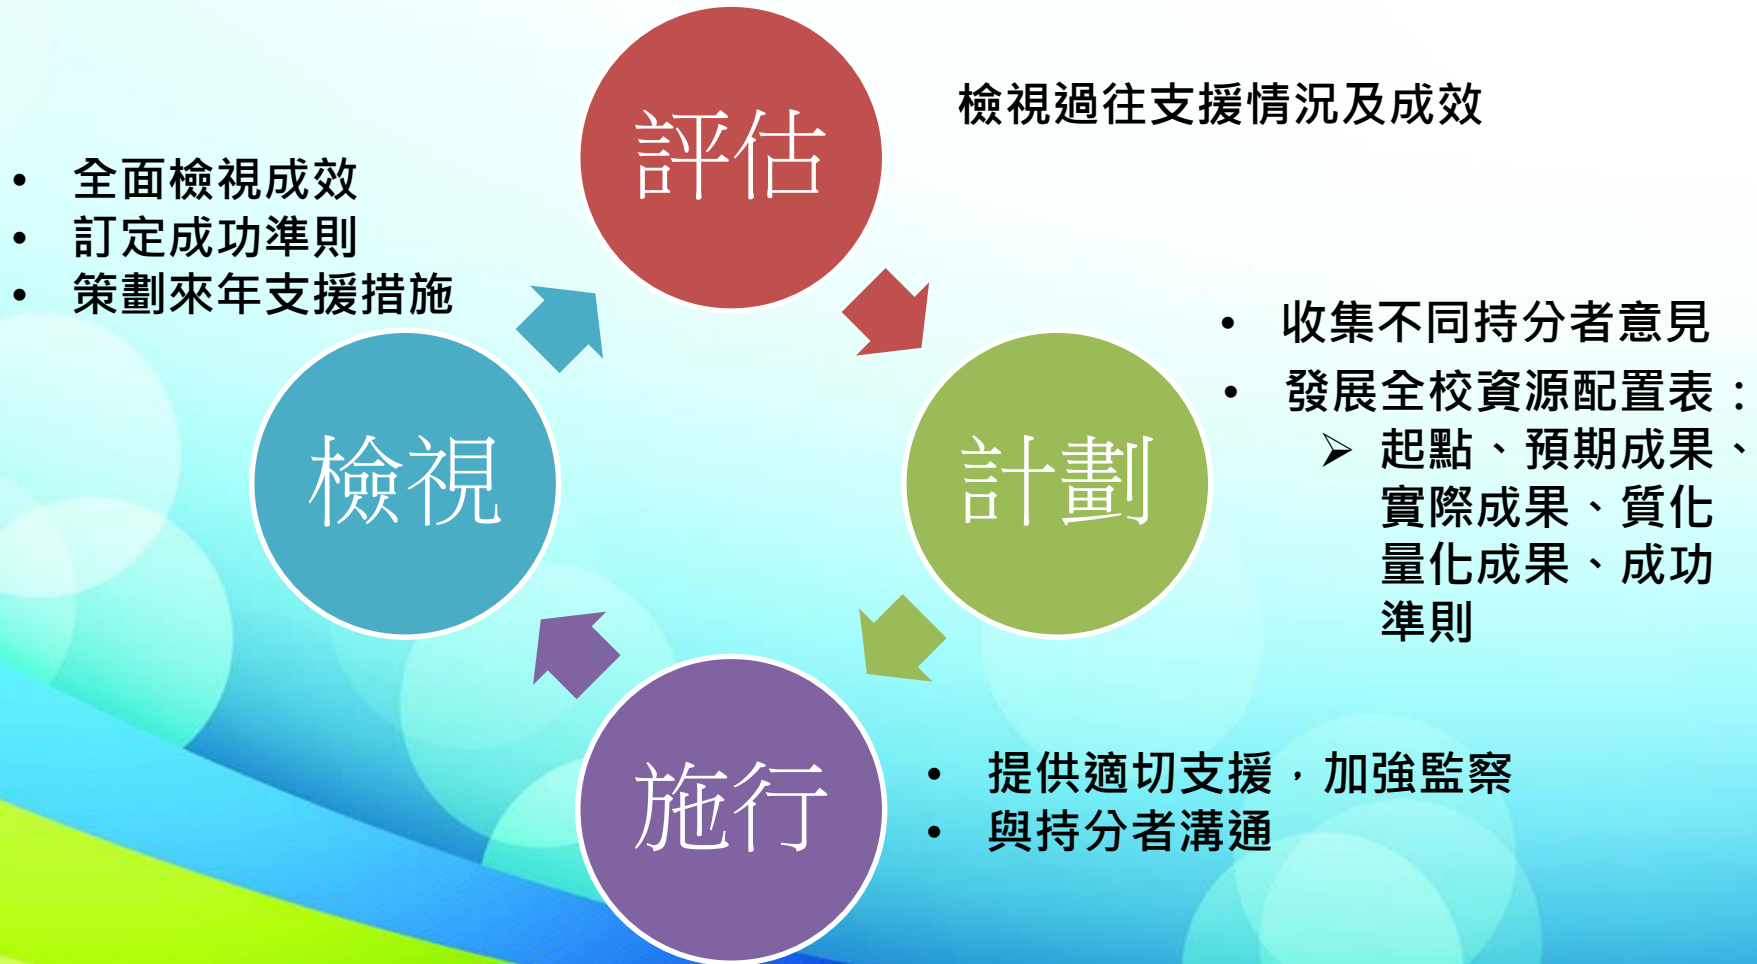 評估
檢視過往支援情況及成效
• 全面檢視成效
• 訂定成功準則
• 策劃來年支援措施
檢視
計劃
• 收集不同持分者意見
• 發展全校資源配置表：
➢ 起點、預期成果、
實際成果、質化
量化成果、成功
準則
施行
• 提供適切支援，加強監察
• 與持分者溝通